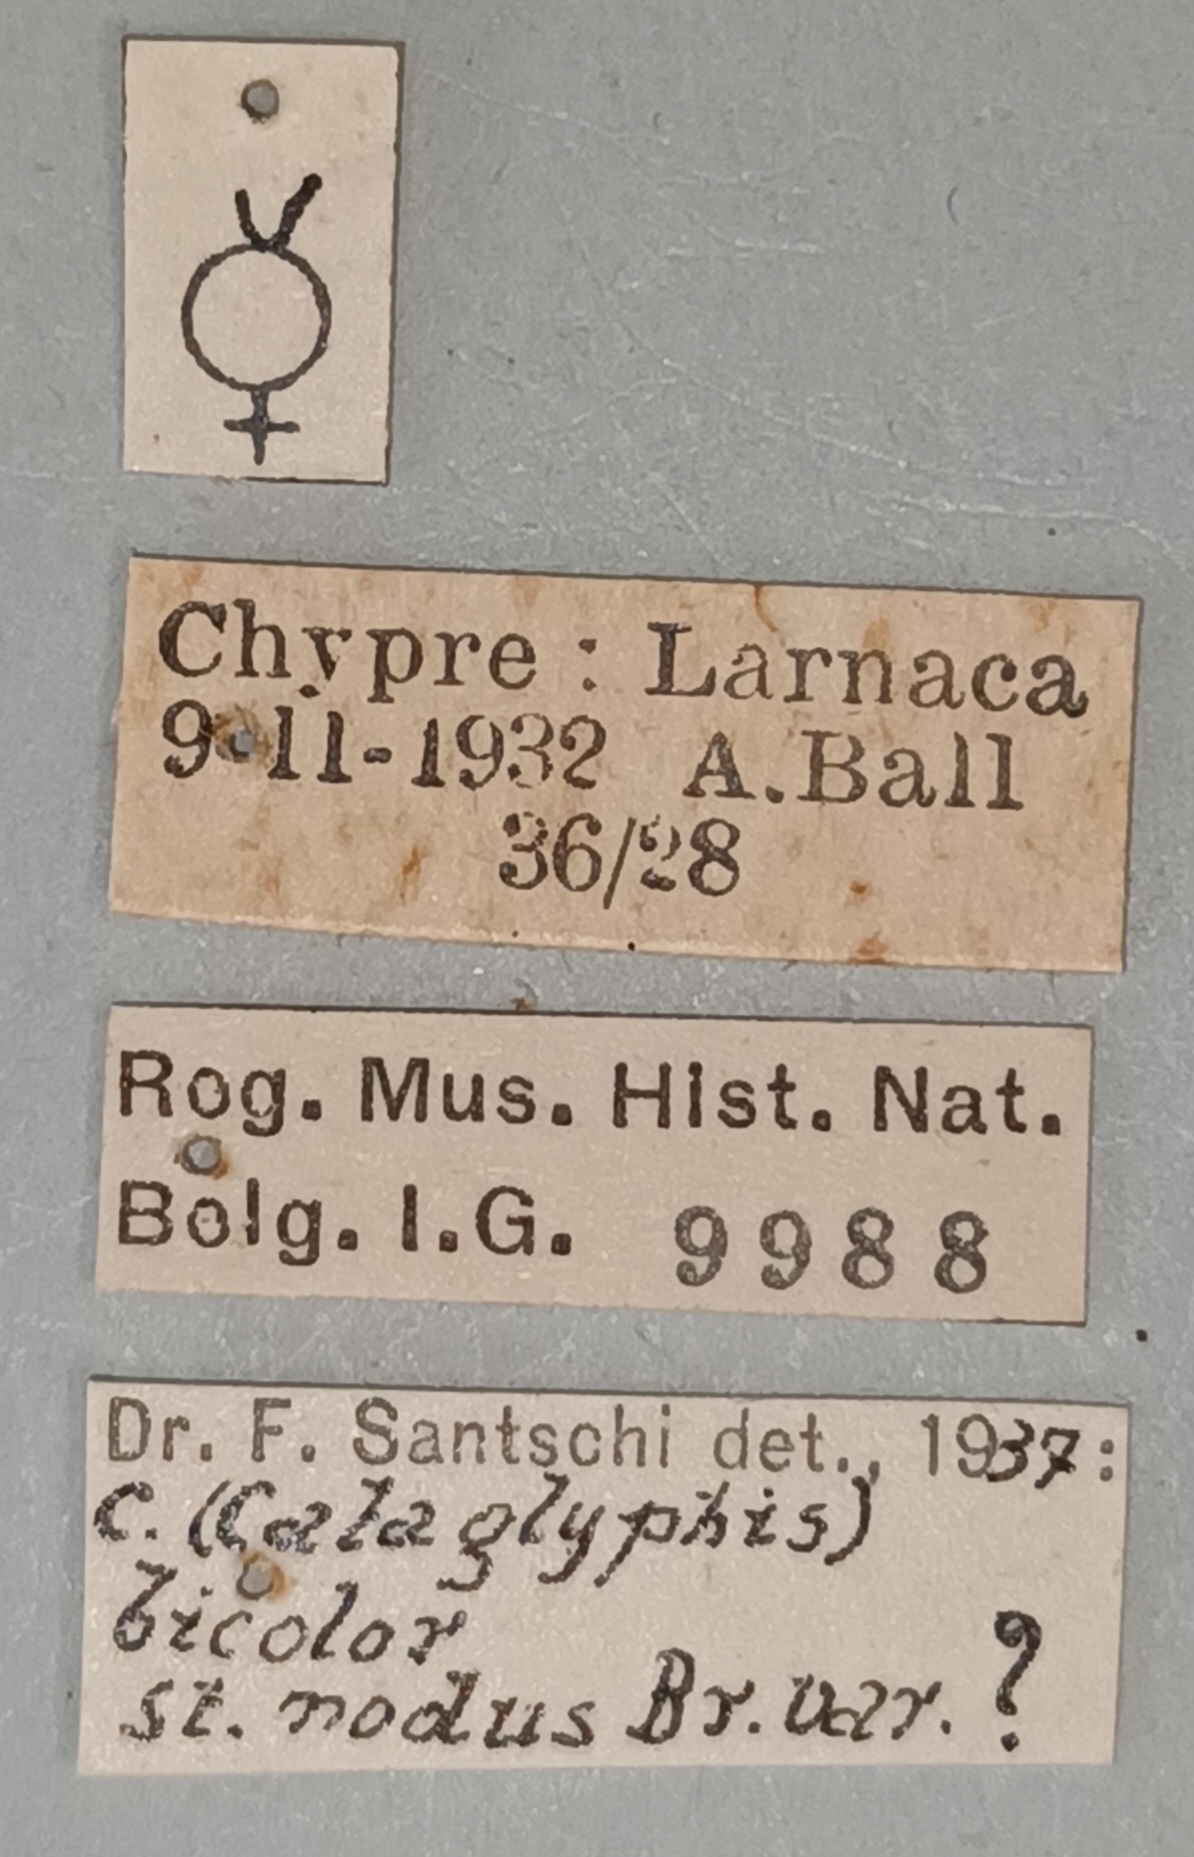 ☿
Chypre : Larnaca
9-11-1932 A.Ball
36/28
Rog. Mus. Hist. Nat.
Belg. I.G. 9988
Dr. F. Santschi det., 1937:
C. (Cataglyphis)
bicolor
st. nodus Br. var. ?